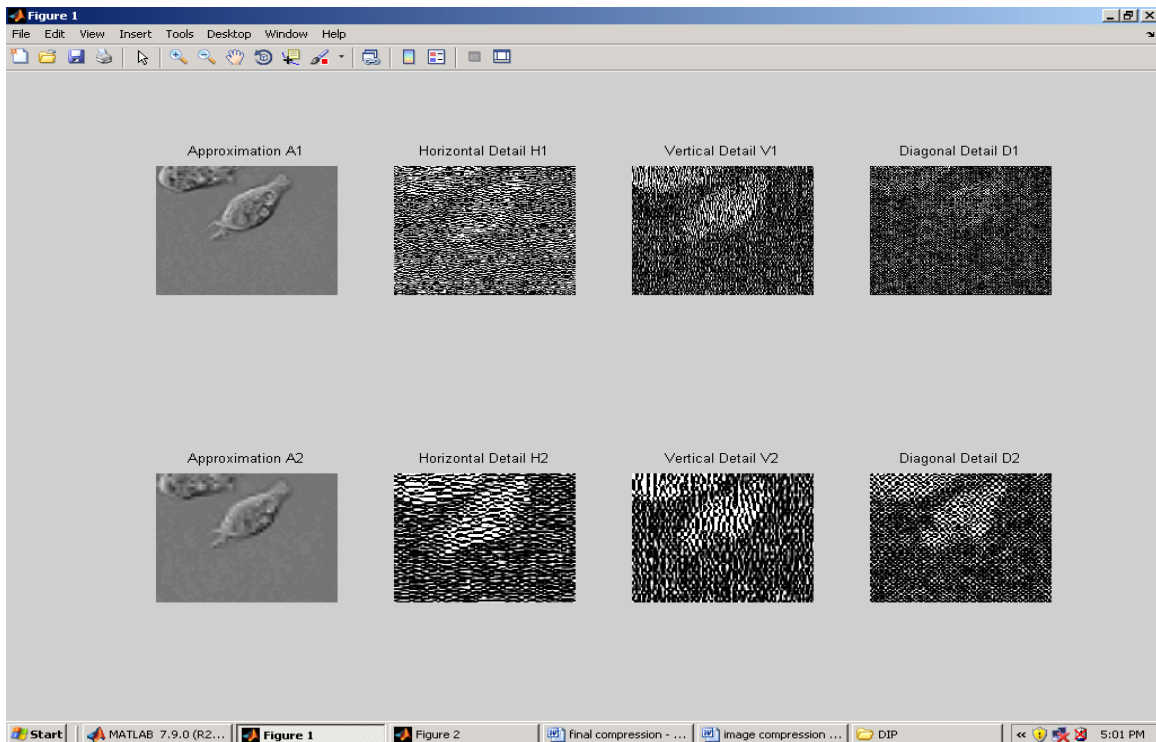 Figure 1
File Edit View Insert Tools Desktop Window Help
Approximation A1 Horizontal Detail H1 Vertical Detail V1 Diagonal Detail D1
Approximation A2 Horizontal Detail H2 Vertical Detail V2 Diagonal Detail D2
Start MATLAB 7.9.0 (R2... Figure 1 Figure 2 final compression - ... image compression ... DIP « 5:01 PM